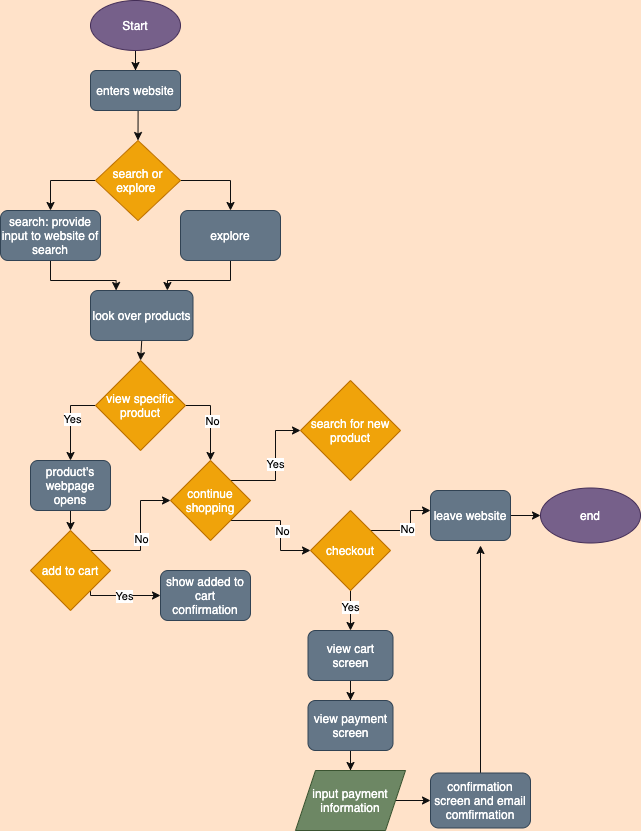 Start
enters website
search or
explore
search: provide
input to website of
search
explore
look over products
view specific
product
Yes
No
search for new
product
product's
webpage
opens
Yes
continue
shopping
No
No
add to cart
Yes
show added to
cart
confirmation
checkout
No
leave website
end
Yes
view cart
screen
view payment
screen
input payment
information
confirmation
screen and email
comfirmation